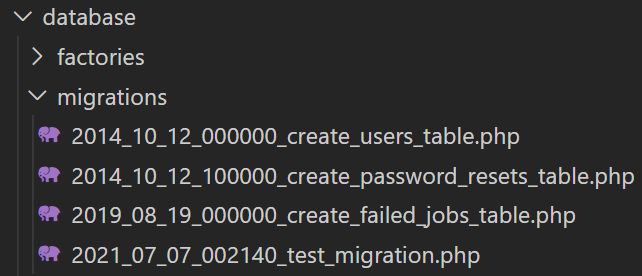 database
factories
migrations
2014_10_12_000000_create_users_table.php
2014_10_12_100000_create_password_resets_table.php
2019_08_19_000000_create_failed_jobs_table.php
2021_07_07_002140_test_migration.php